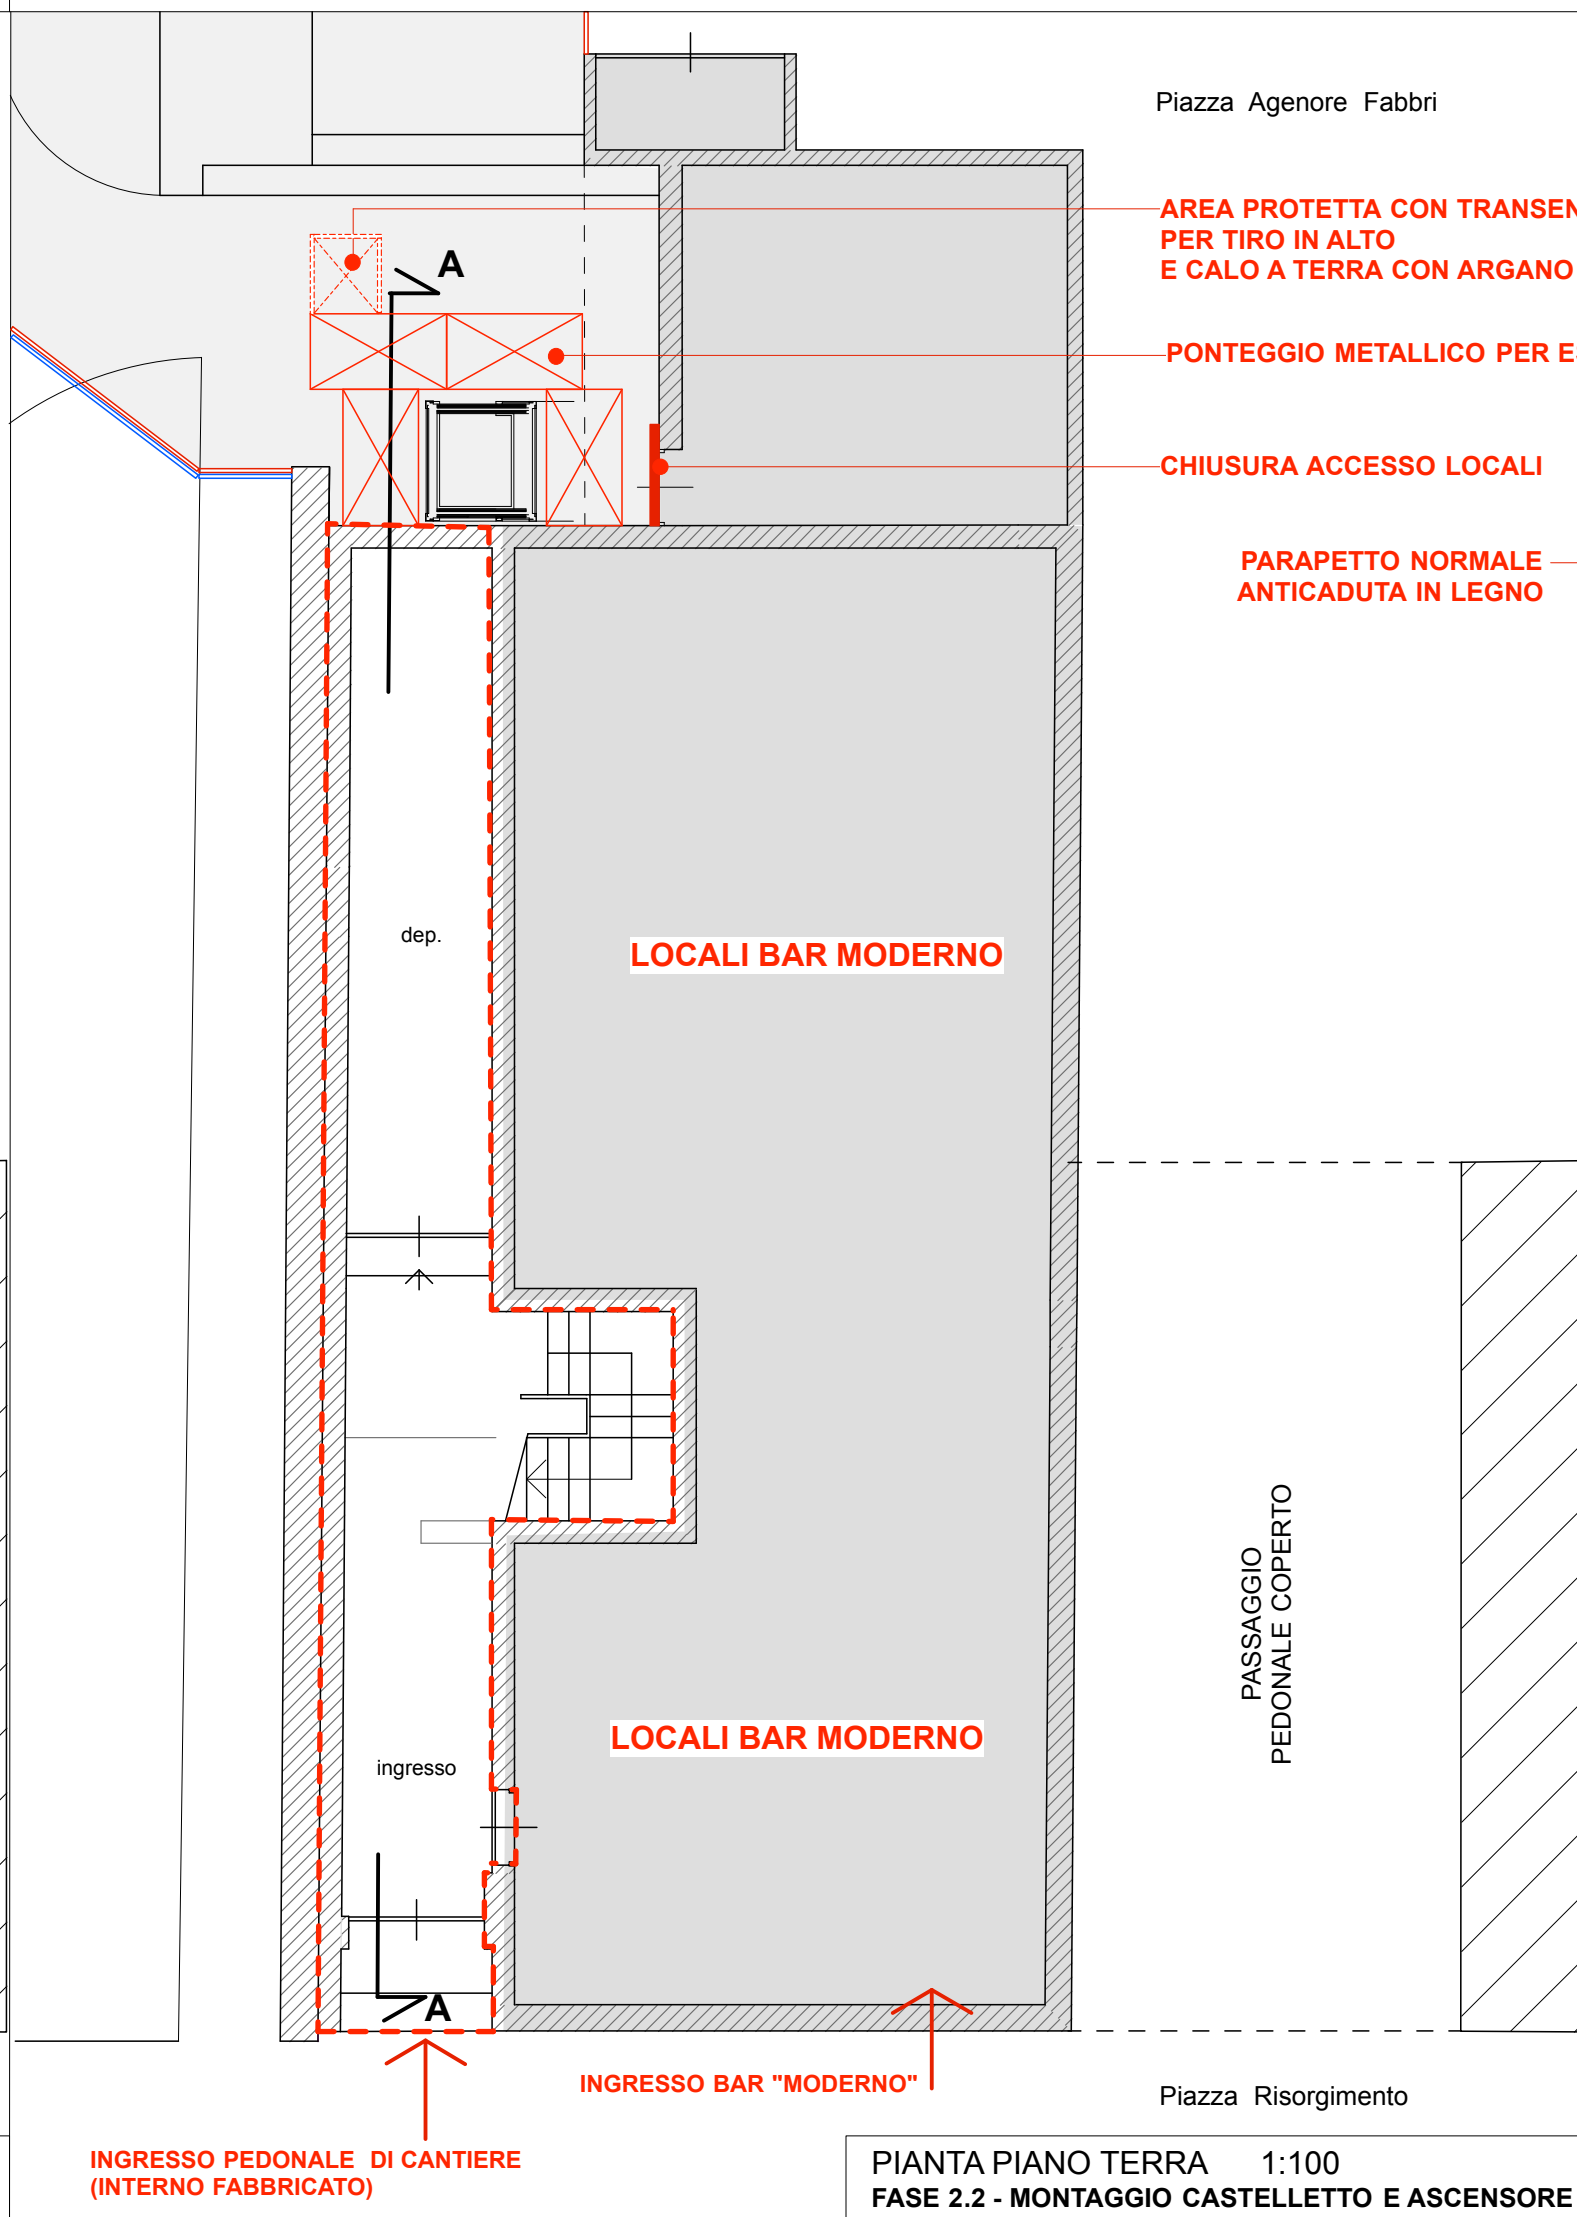 Piazza Agenore Fabbri
AREA PROTETTA CON
PER TIRO IN ALTO
E CALO A TERRA CON ARGANO
A
PONTEGGIO METALLICO PER
CHIUSURA ACCESSO LOCALI
PARAPETTO NORMALE
ANTICADUTA IN LEGNO
dep.
LOCALI BAR MODERNO
PASSAGGIO
PEDONALE COPERTO
LOCALI BAR MODERNO
ingresso
A
INGRESSO BAR "MODERNO"
Piazza Risorgimento
INGRESSO PEDONALE DI CANTIERE
(INTERNO FABBRICATO)
PIANTA PIANO TERRA 1:100
FASE 2.2 - MONTAGGIO CASTELLETTO E ASCENSORE